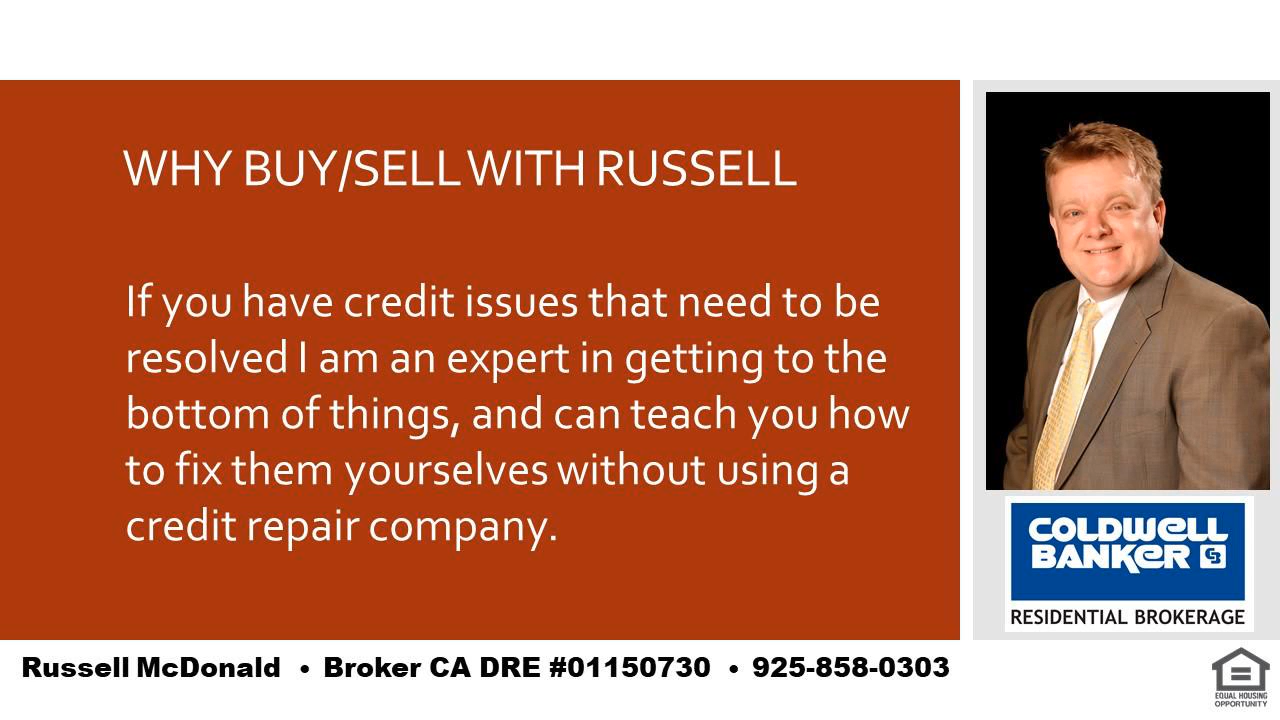 WHY BUY/SELL WITH RUSSELL
If you have credit issues that need to be
resolved I am an expert in getting to the
bottom of things, and can teach you how
to fix them yourselves without using a
credit repair company.
COLDWELL
BANKER CB
RESIDENTIAL BROKERAGE
Russell McDonald • Broker CA DRE #01150730 • 925-858-0303
EQUAL HOUSING
OPPORTUNITY